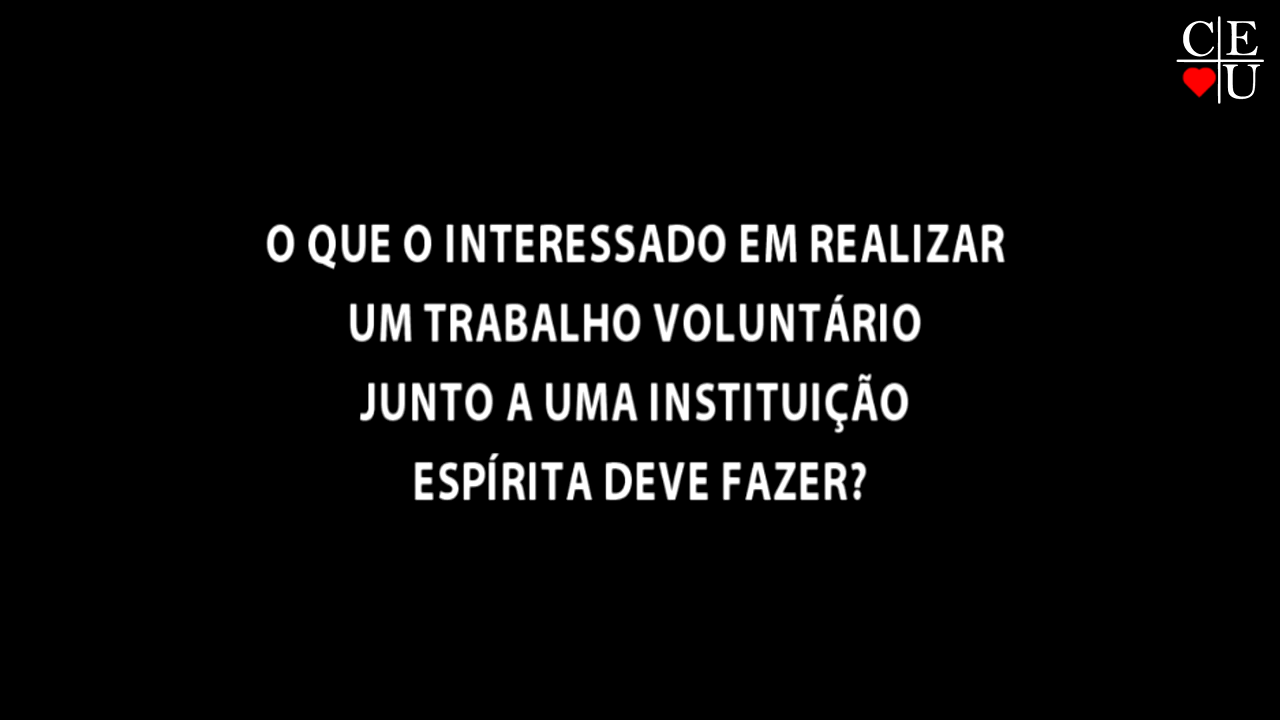 C E
U
O QUE O INTERESSADO EM REALIZAR
UM TRABALHO VOLUNTÁRIO
JUNTO A UMA INSTITUIÇÃO
ESPÍRITA DEVE FAZER?